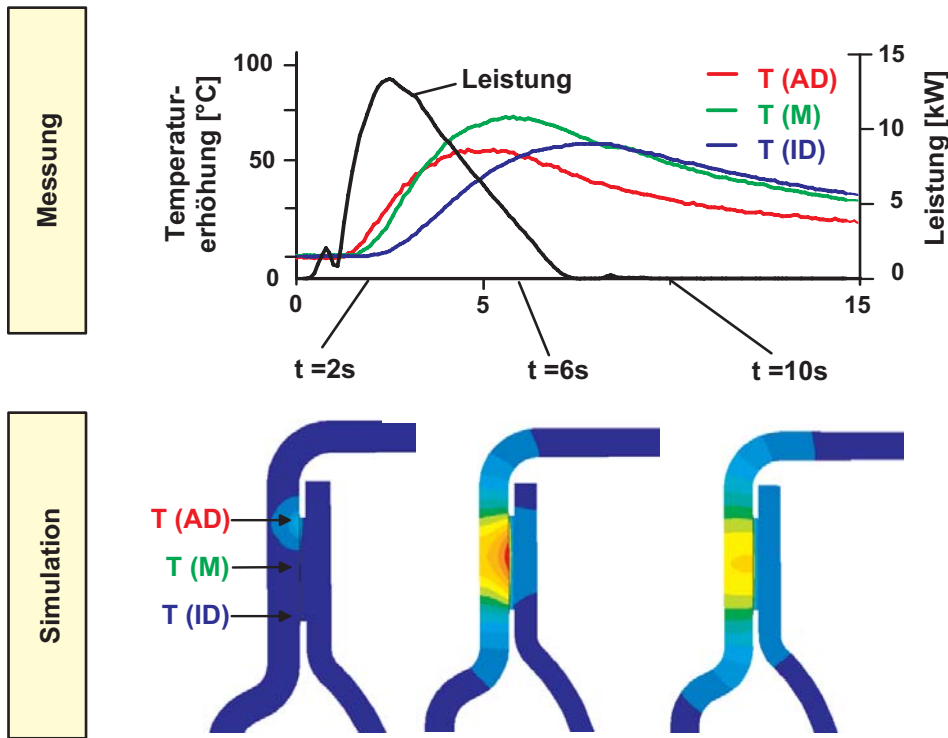 Messung
Temperatur-
erhöhung [°C]
100
50
0
Leistung
T (AD)
T (M)
T (ID)
15
10
5
0
Leistung [kW]
0
5
15
t =2s
t =6s
t =10s
Simulation
T (AD)
T (M)
T (ID)